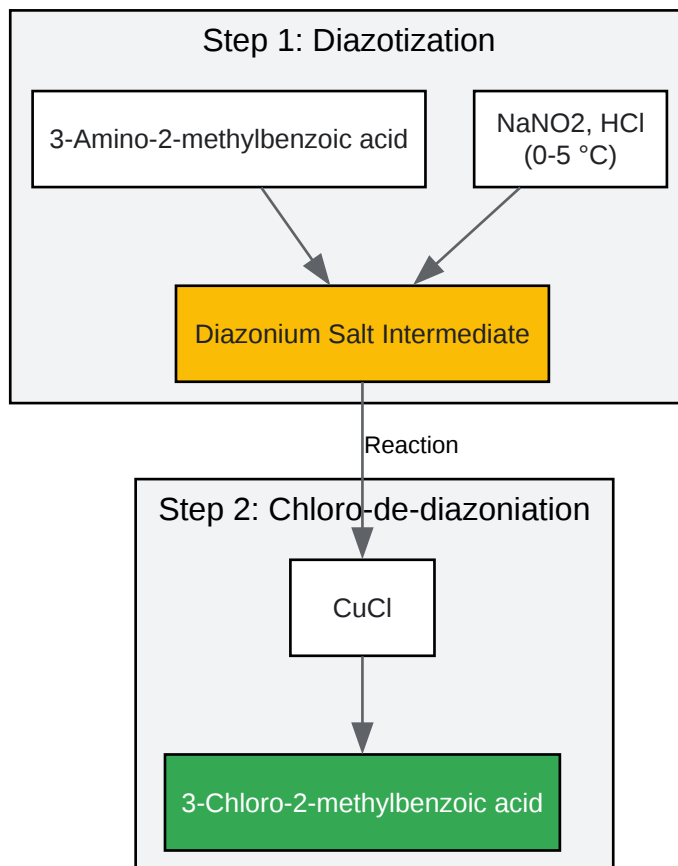 Step 1: Diazotization
3-Amino-2-methylbenzoic acid
NaNO2, HCl
(0-5 °C)
Diazonium Salt Intermediate
Reaction
Step 2: Chloro-de-diazoniation
CuCl
3-Chloro-2-methylbenzoic acid